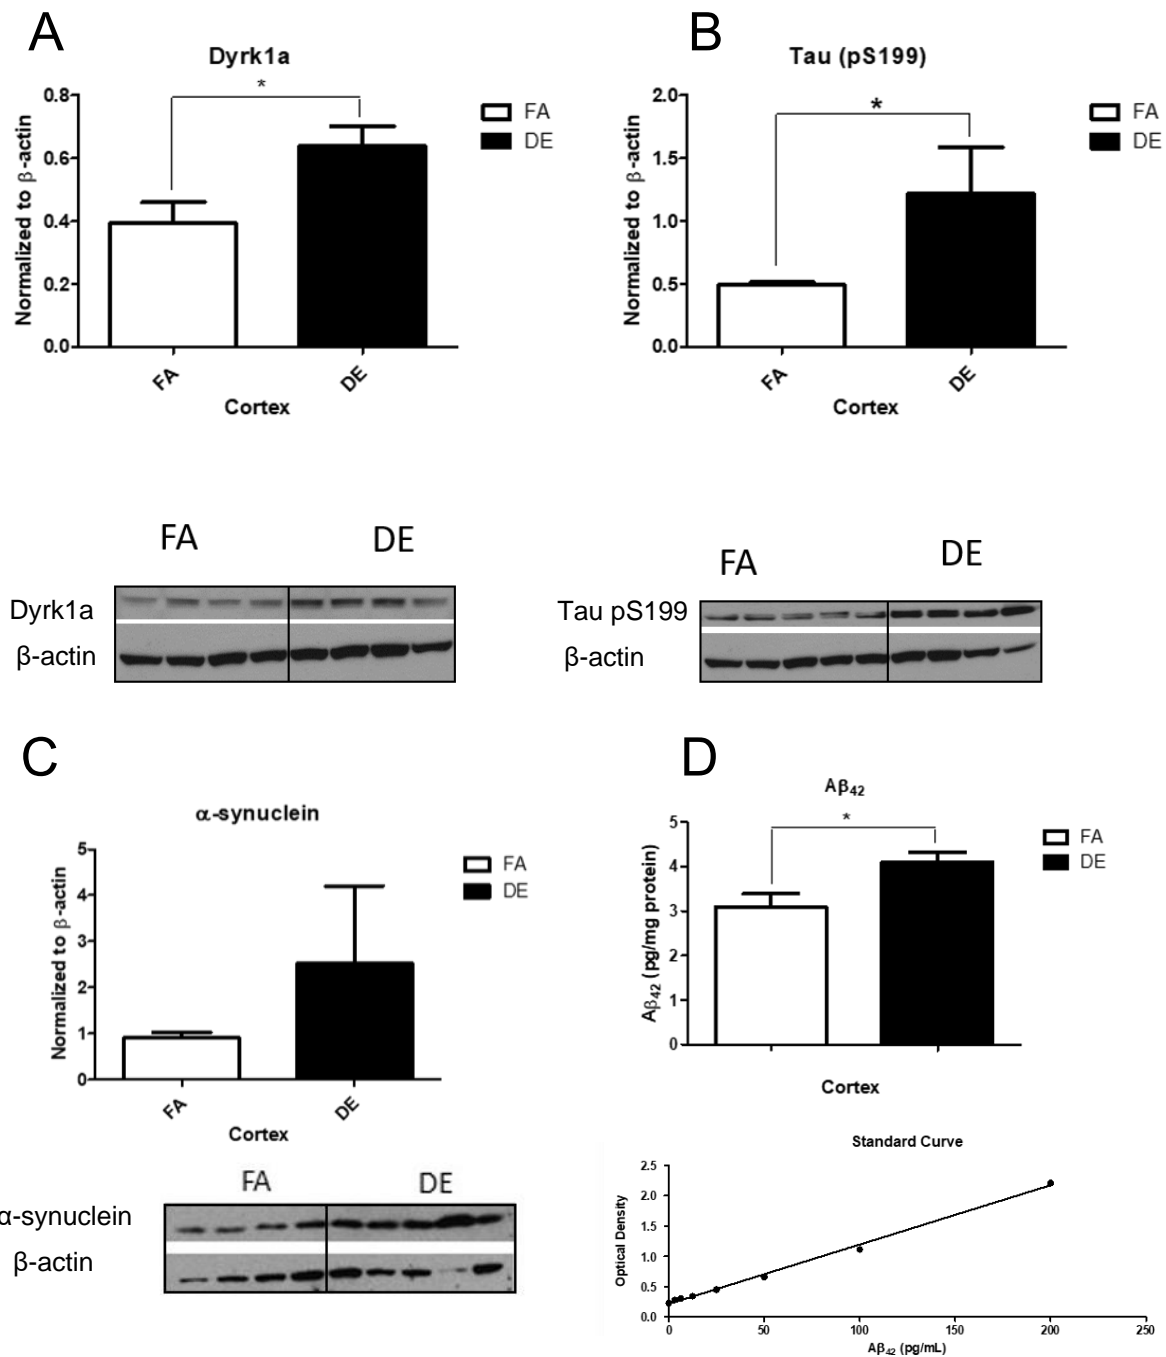 A
Dyrk1a
*
0.8
0.6
0.4
0.2
0.0
Normalized to β-actin
FA
DE
Cortex
FA
DE
B
Tau (pS199)
*
2.0
1.5
1.0
0.5
0.0
Normalized to β-actin
FA
DE
Cortex
FA
DE
FA
DE
Dyrk1a
β-actin
FA
DE
Tau pS199
β-actin
C
α-synuclein
5
4
3
2
1
0
Normalized to β-actin
FA
DE
Cortex
FA
DE
FA
DE
α-synuclein
β-actin
D
Aβ42
*
5
4
3
2
1
0
Aβ42 (pg/mg protein)
Cortex
FA
DE
Standard Curve
2.5
2.0
1.5
1.0
0.5
0.0
Optical Density
0 50 100 150 200 250
Aβ42 (pg/mL)